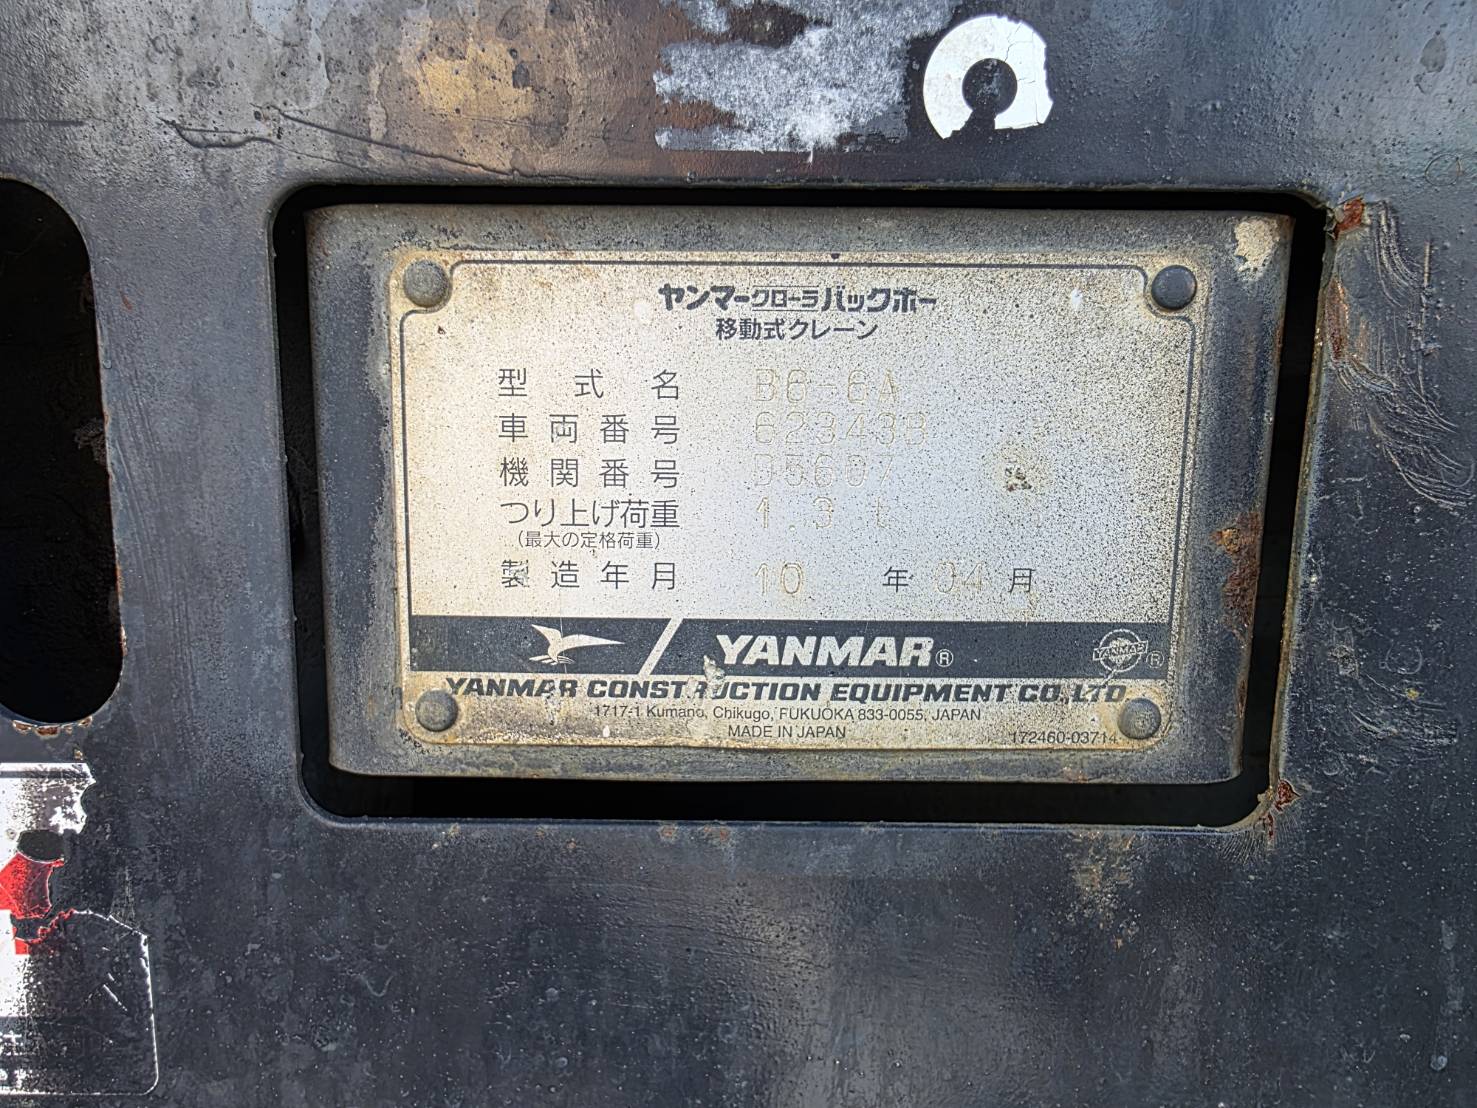 ヤンマークローラバックホー
移動式クレーン
型式名 B6-6A
車両番号 62343B
機関番号 D5607
つり上げ荷重 1.3 t
(最大の定格荷重)
製造年月 10 年 04 月
YANMAR®
YANMAR ®
YANMAR CONSTRUCTION EQUIPMENT CO.,LTD.
1717-1 Kumano, Chikugo, FUKUOKA 833-0055, JAPAN
MADE IN JAPAN
172460-03714